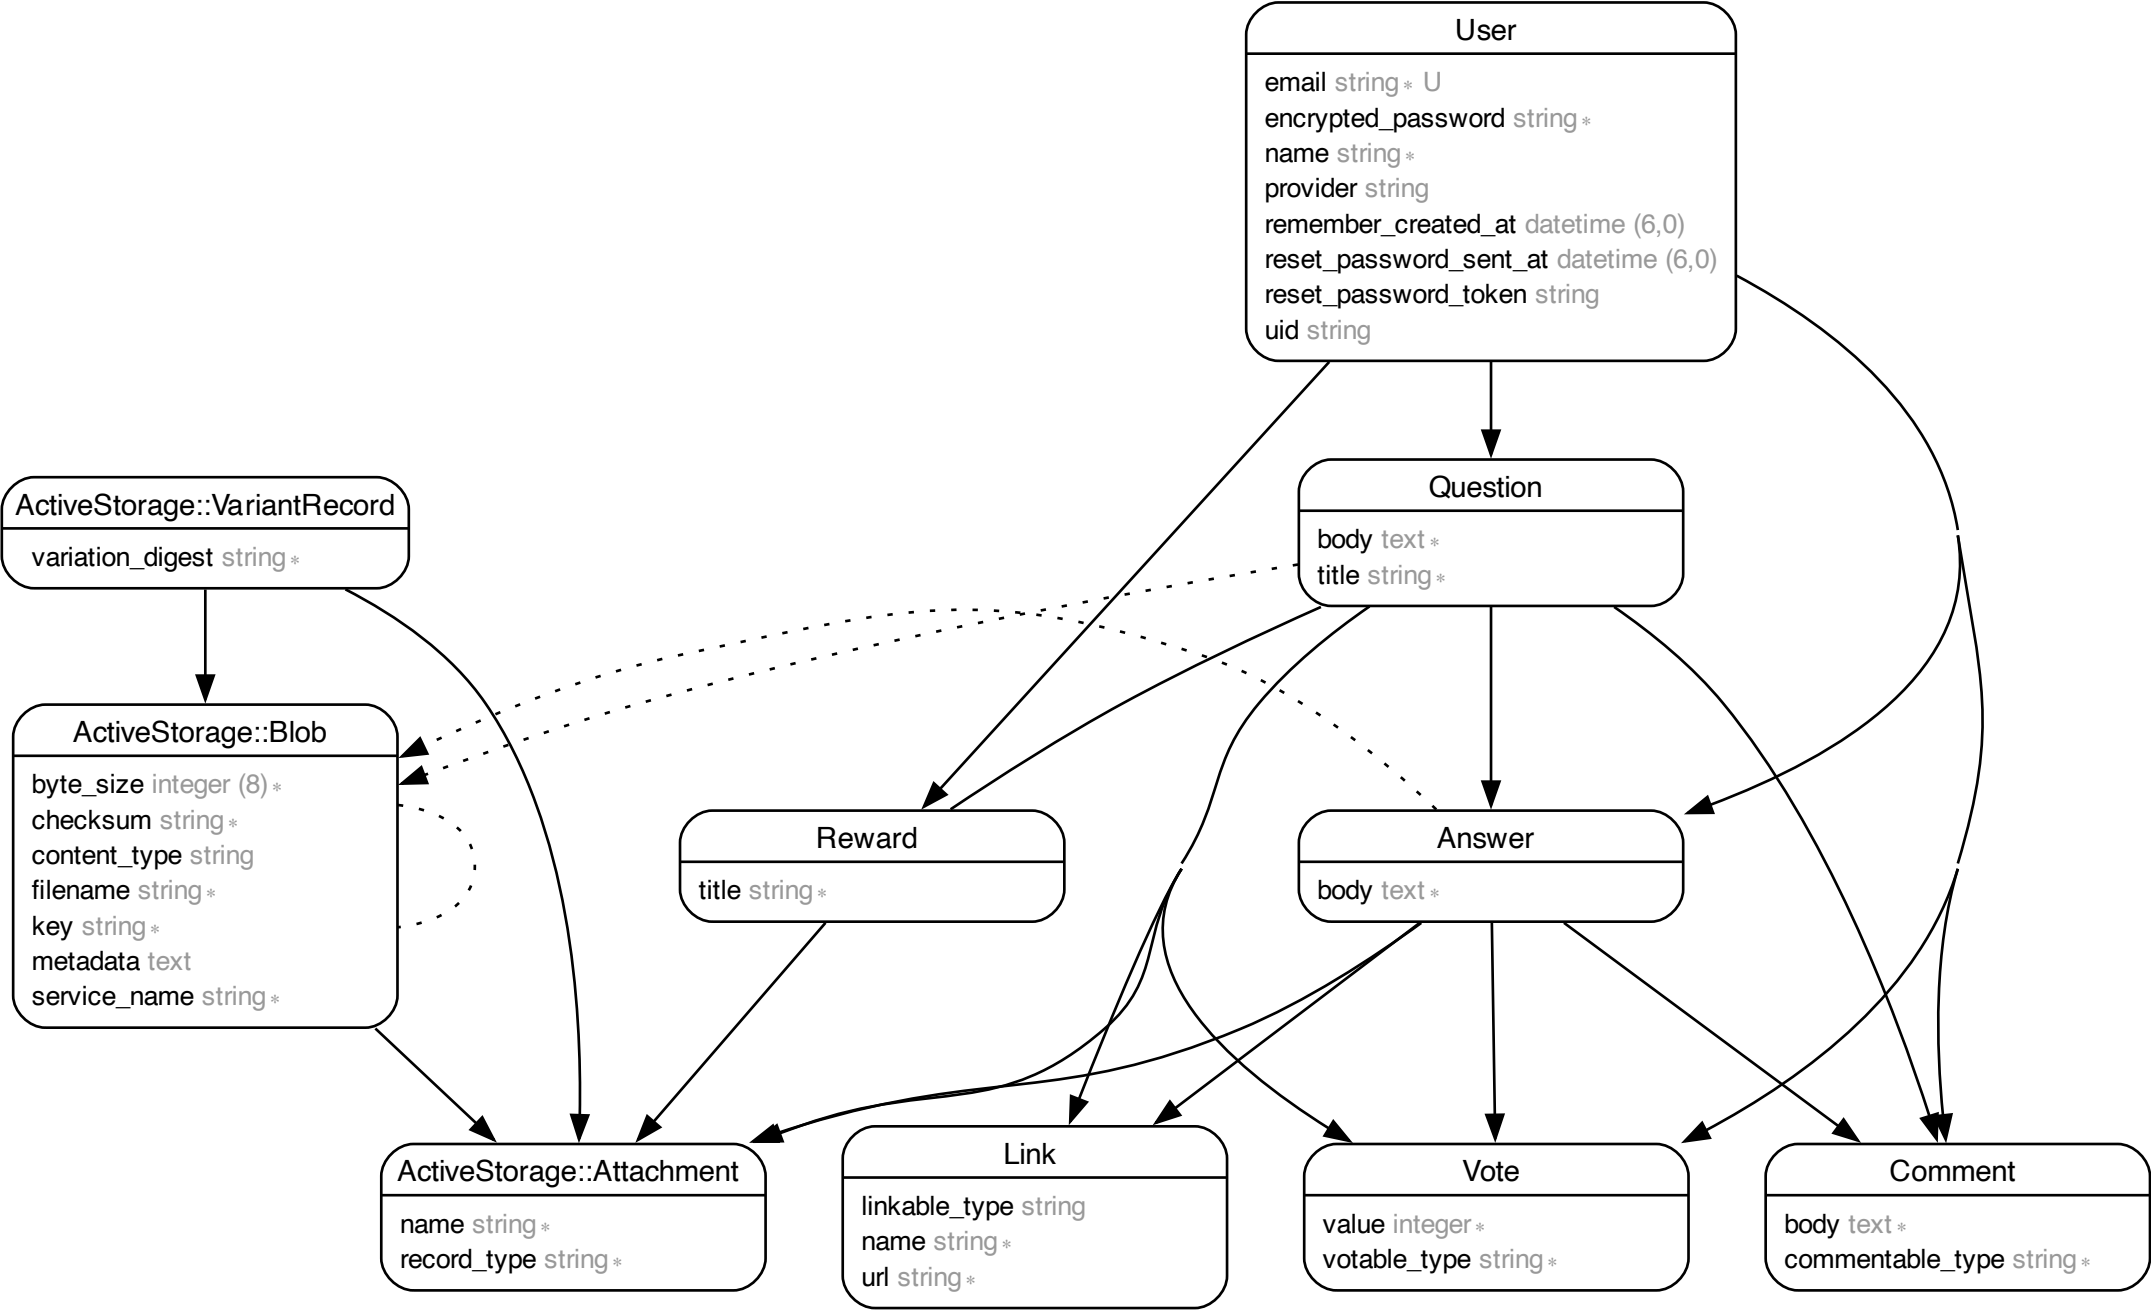 User
email string∗ U
encrypted_password string∗
name string∗
provider string
remember_created_at datetime (6,0)
reset_password_sent_at datetime (6,0)
reset_password_token string
uid string
Question
body text∗
title string∗
ActiveStorage::VariantRecord
variation_digest string∗
ActiveStorage::Blob
byte_size integer (8)∗
checksum string∗
content_type string
filename string∗
key string∗
metadata text
service_name string∗
Reward
title string∗
Answer
body text∗
ActiveStorage::Attachment
name string∗
record_type string∗
Link
linkable_type string
name string∗
url string∗
Vote
value integer∗
votable_type string∗
Comment
body text∗
commentable_type string∗